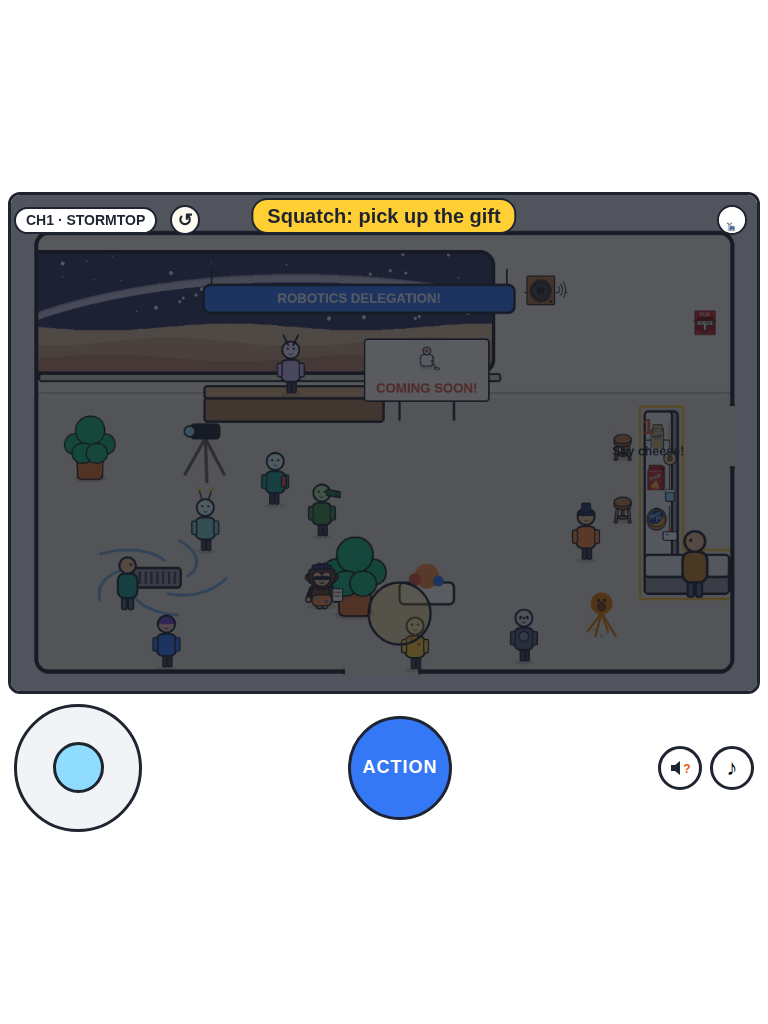 CH1 · STORMTOP
↺
Squatch: pick up the gift
ROBOTICS DELEGATION!
COMING SOON!
Say cheese!
ACTION
?
♪